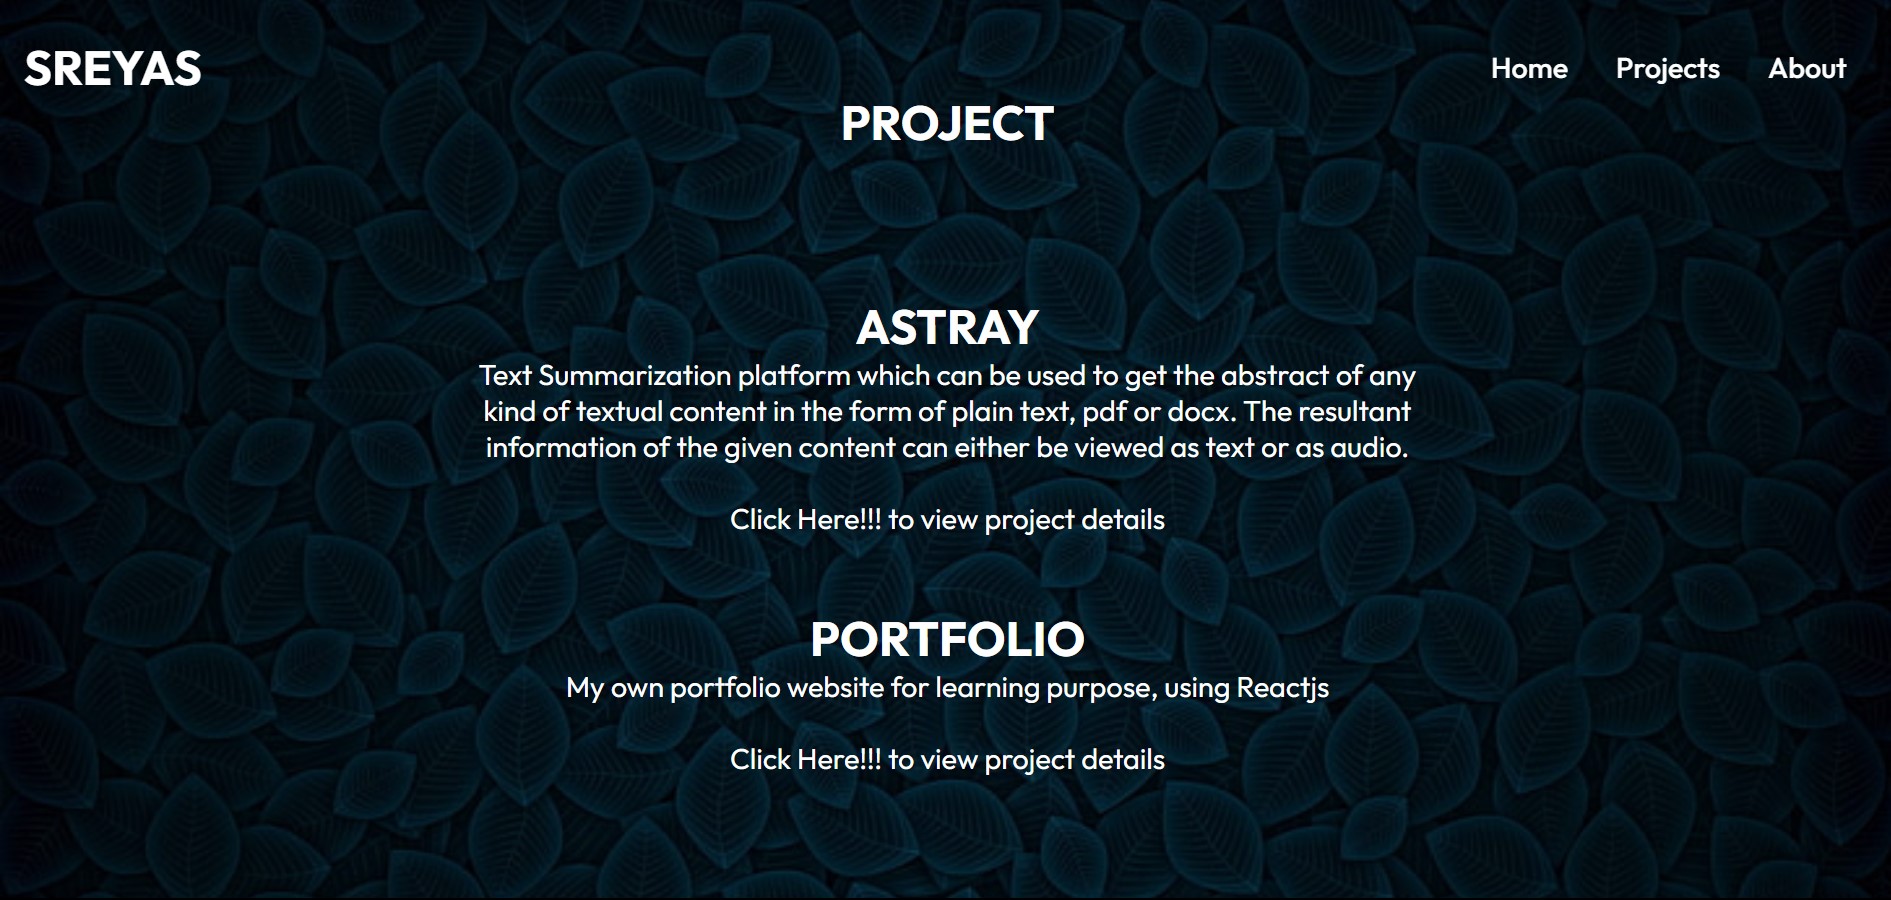 SREYAS
Home Projects About
PROJECT
ASTRAY
Text Summarization platform which can be used to get the abstract of any
kind of textual content in the form of plain text, pdf or docx. The resultant
information of the given content can either be viewed as text or as audio.
Click Here!!! to view project details
PORTFOLIO
My own portfolio website for learning purpose, using Reactjs
Click Here!!! to view project details